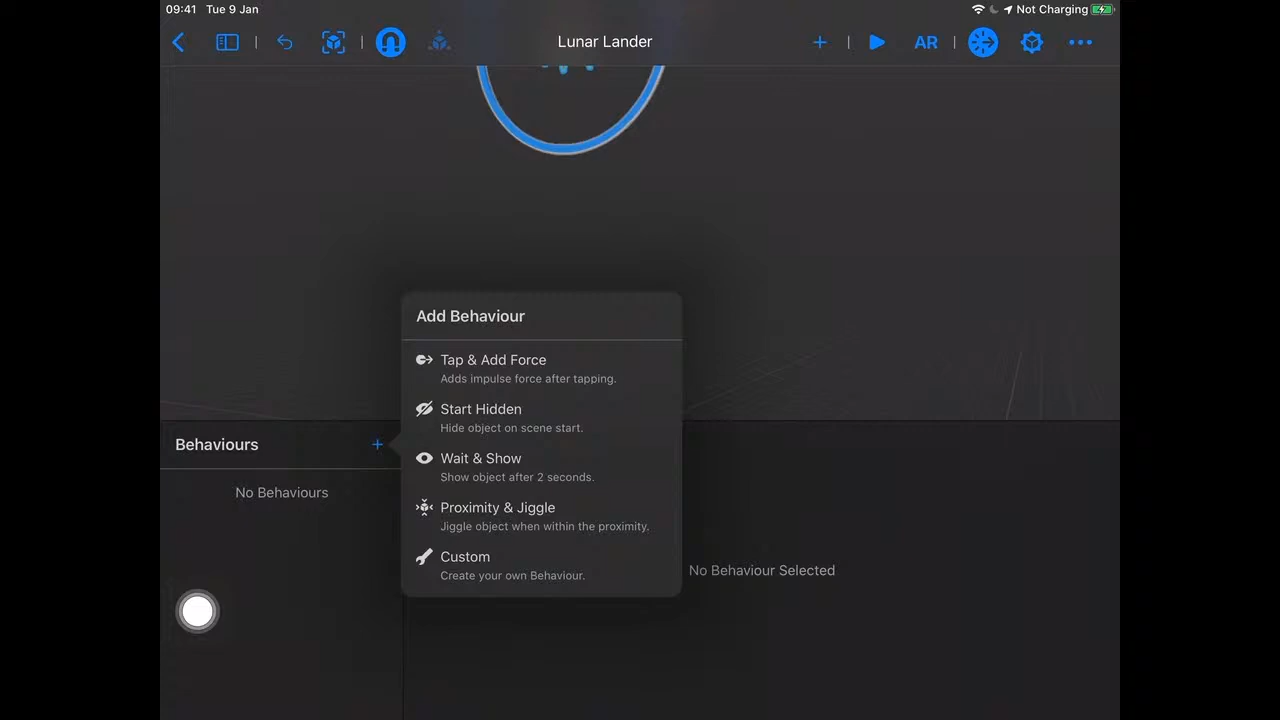 09:41 Tue 9 Jan
Not Charging
Lunar Lander
AR
Add Behaviour
Tap & Add Force
Adds impulse force after tapping.
Start Hidden
Hide object on scene start.
Wait & Show
Show object after 2 seconds.
Proximity & Jiggle
Jiggle object when within the proximity.
Custom
Create your own Behaviour.
Behaviours
No Behaviours
No Behaviour Selected